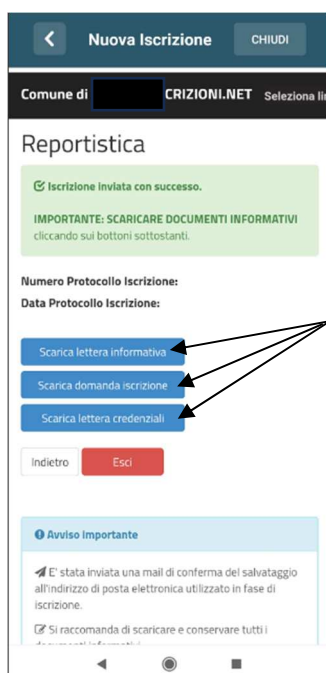 Nuova Iscrizione
CHIUDI
Comune di CRIZIONI.NET Seleziona
Reportistica
Iscrizione inviata con successo.
IMPORTANTE: SCARICARE DOCUMENTI INFORMATIVI
cliccando sui bottoni sottostanti.
Numero Protocollo Iscrizione:
Data Protocollo Iscrizione:
Scarica lettera informativa
Scarica domanda iscrizione
Scarica lettera credenziali
Indietro
Esci
Avviso importante
E' stata inviata una mail di conferma del salvataggio
all'indirizzo di posta elettronica utilizzato in fase di
iscrizione.
Si raccomanda di scaricare e conservare tutti i